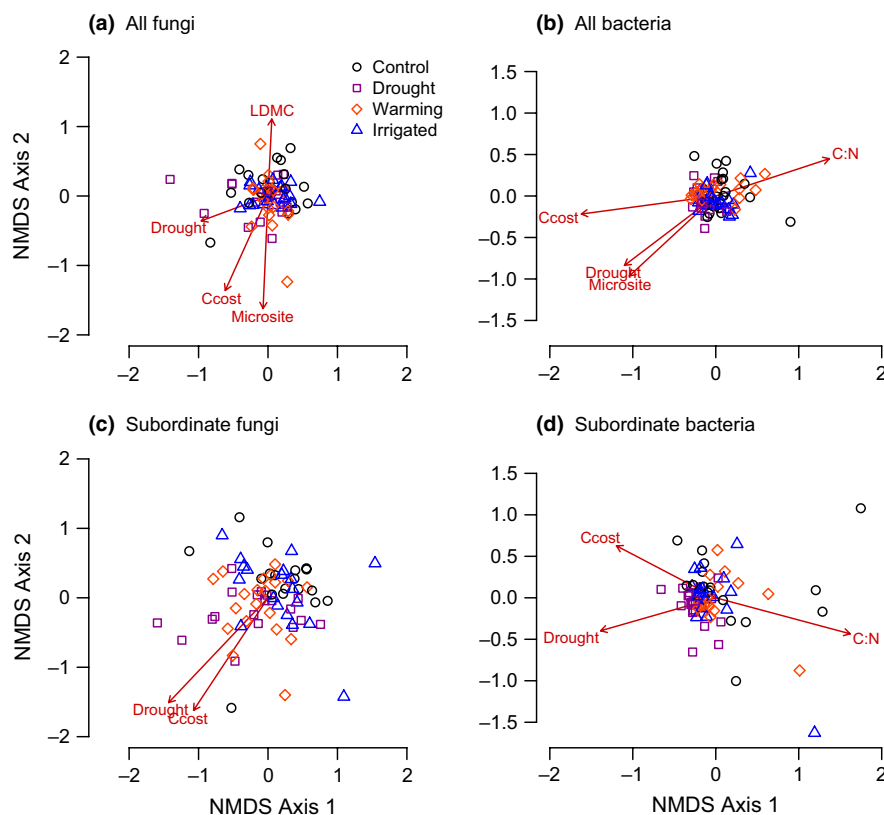 (a) All fungi
2
1
0
−1
−2
NMDS Axis 2
−2
−1
0
1
2
LDMC
Drought
Ccost
Microsite
Control
Drought
Warming
Irrigated
(b) All bacteria
1.5
1.0
0.5
0.0
−0.5
−1.0
−1.5
−2
−1
0
1
2
C:N
Ccost
Drought
Microsite
(c) Subordinate fungi
2
1
0
−1
−2
NMDS Axis 2
Drought
Ccost
−2
−1
0
1
2
NMDS Axis 1
(d) Subordinate bacteria
1.5
1.0
0.5
0.0
−0.5
−1.0
−1.5
Ccost
Drought
C:N
−2
−1
0
1
2
NMDS Axis 1